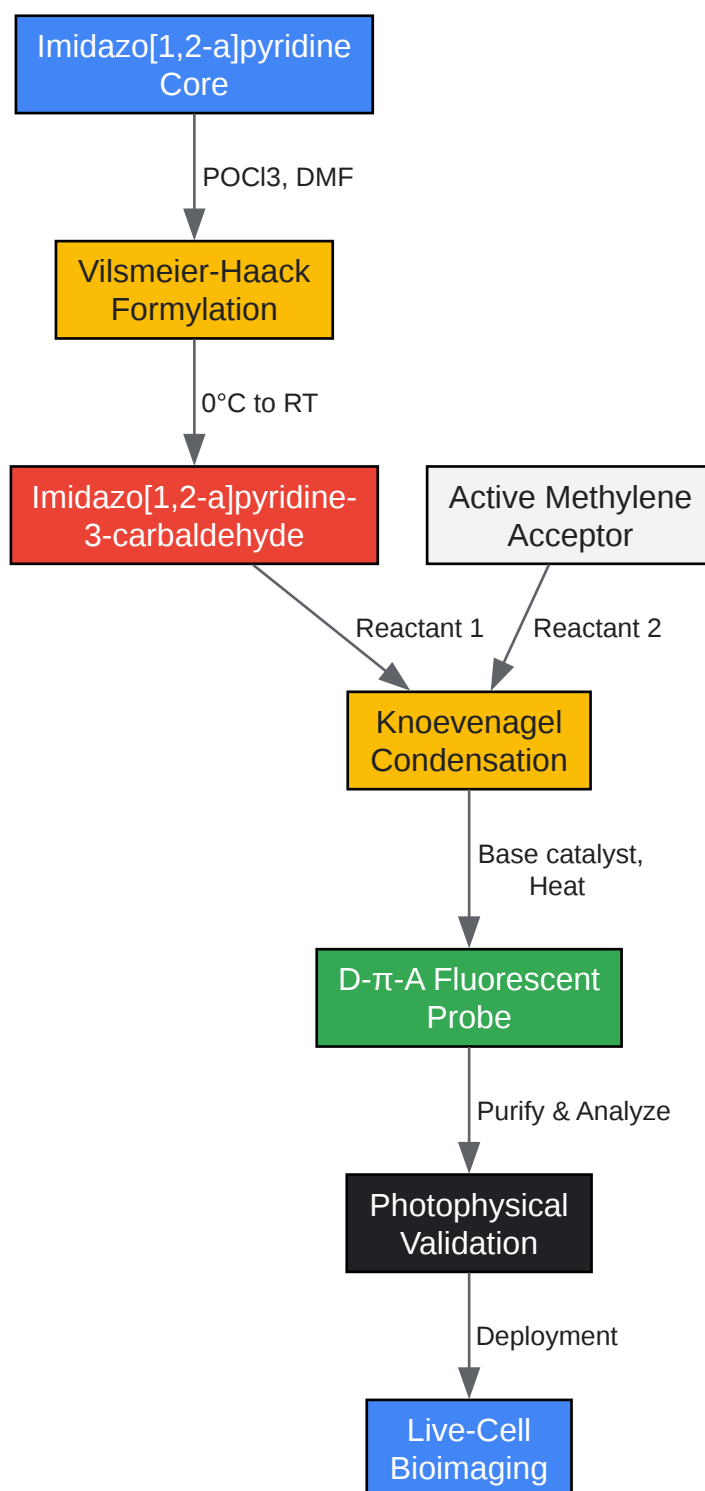 Imidazo[1,2-a]pyridine
Core
POCl3, DMF
Vilsmeier-Haack
Formylation
0°C to RT
Imidazo[1,2-a]pyridine-
3-carbaldehyde
Active Methylene
Acceptor
Reactant 1
Reactant 2
Knoevenagel
Condensation
Base catalyst,
Heat
D-π-A Fluorescent
Probe
Purify & Analyze
Photophysical
Validation
Deployment
Live-Cell
Bioimaging